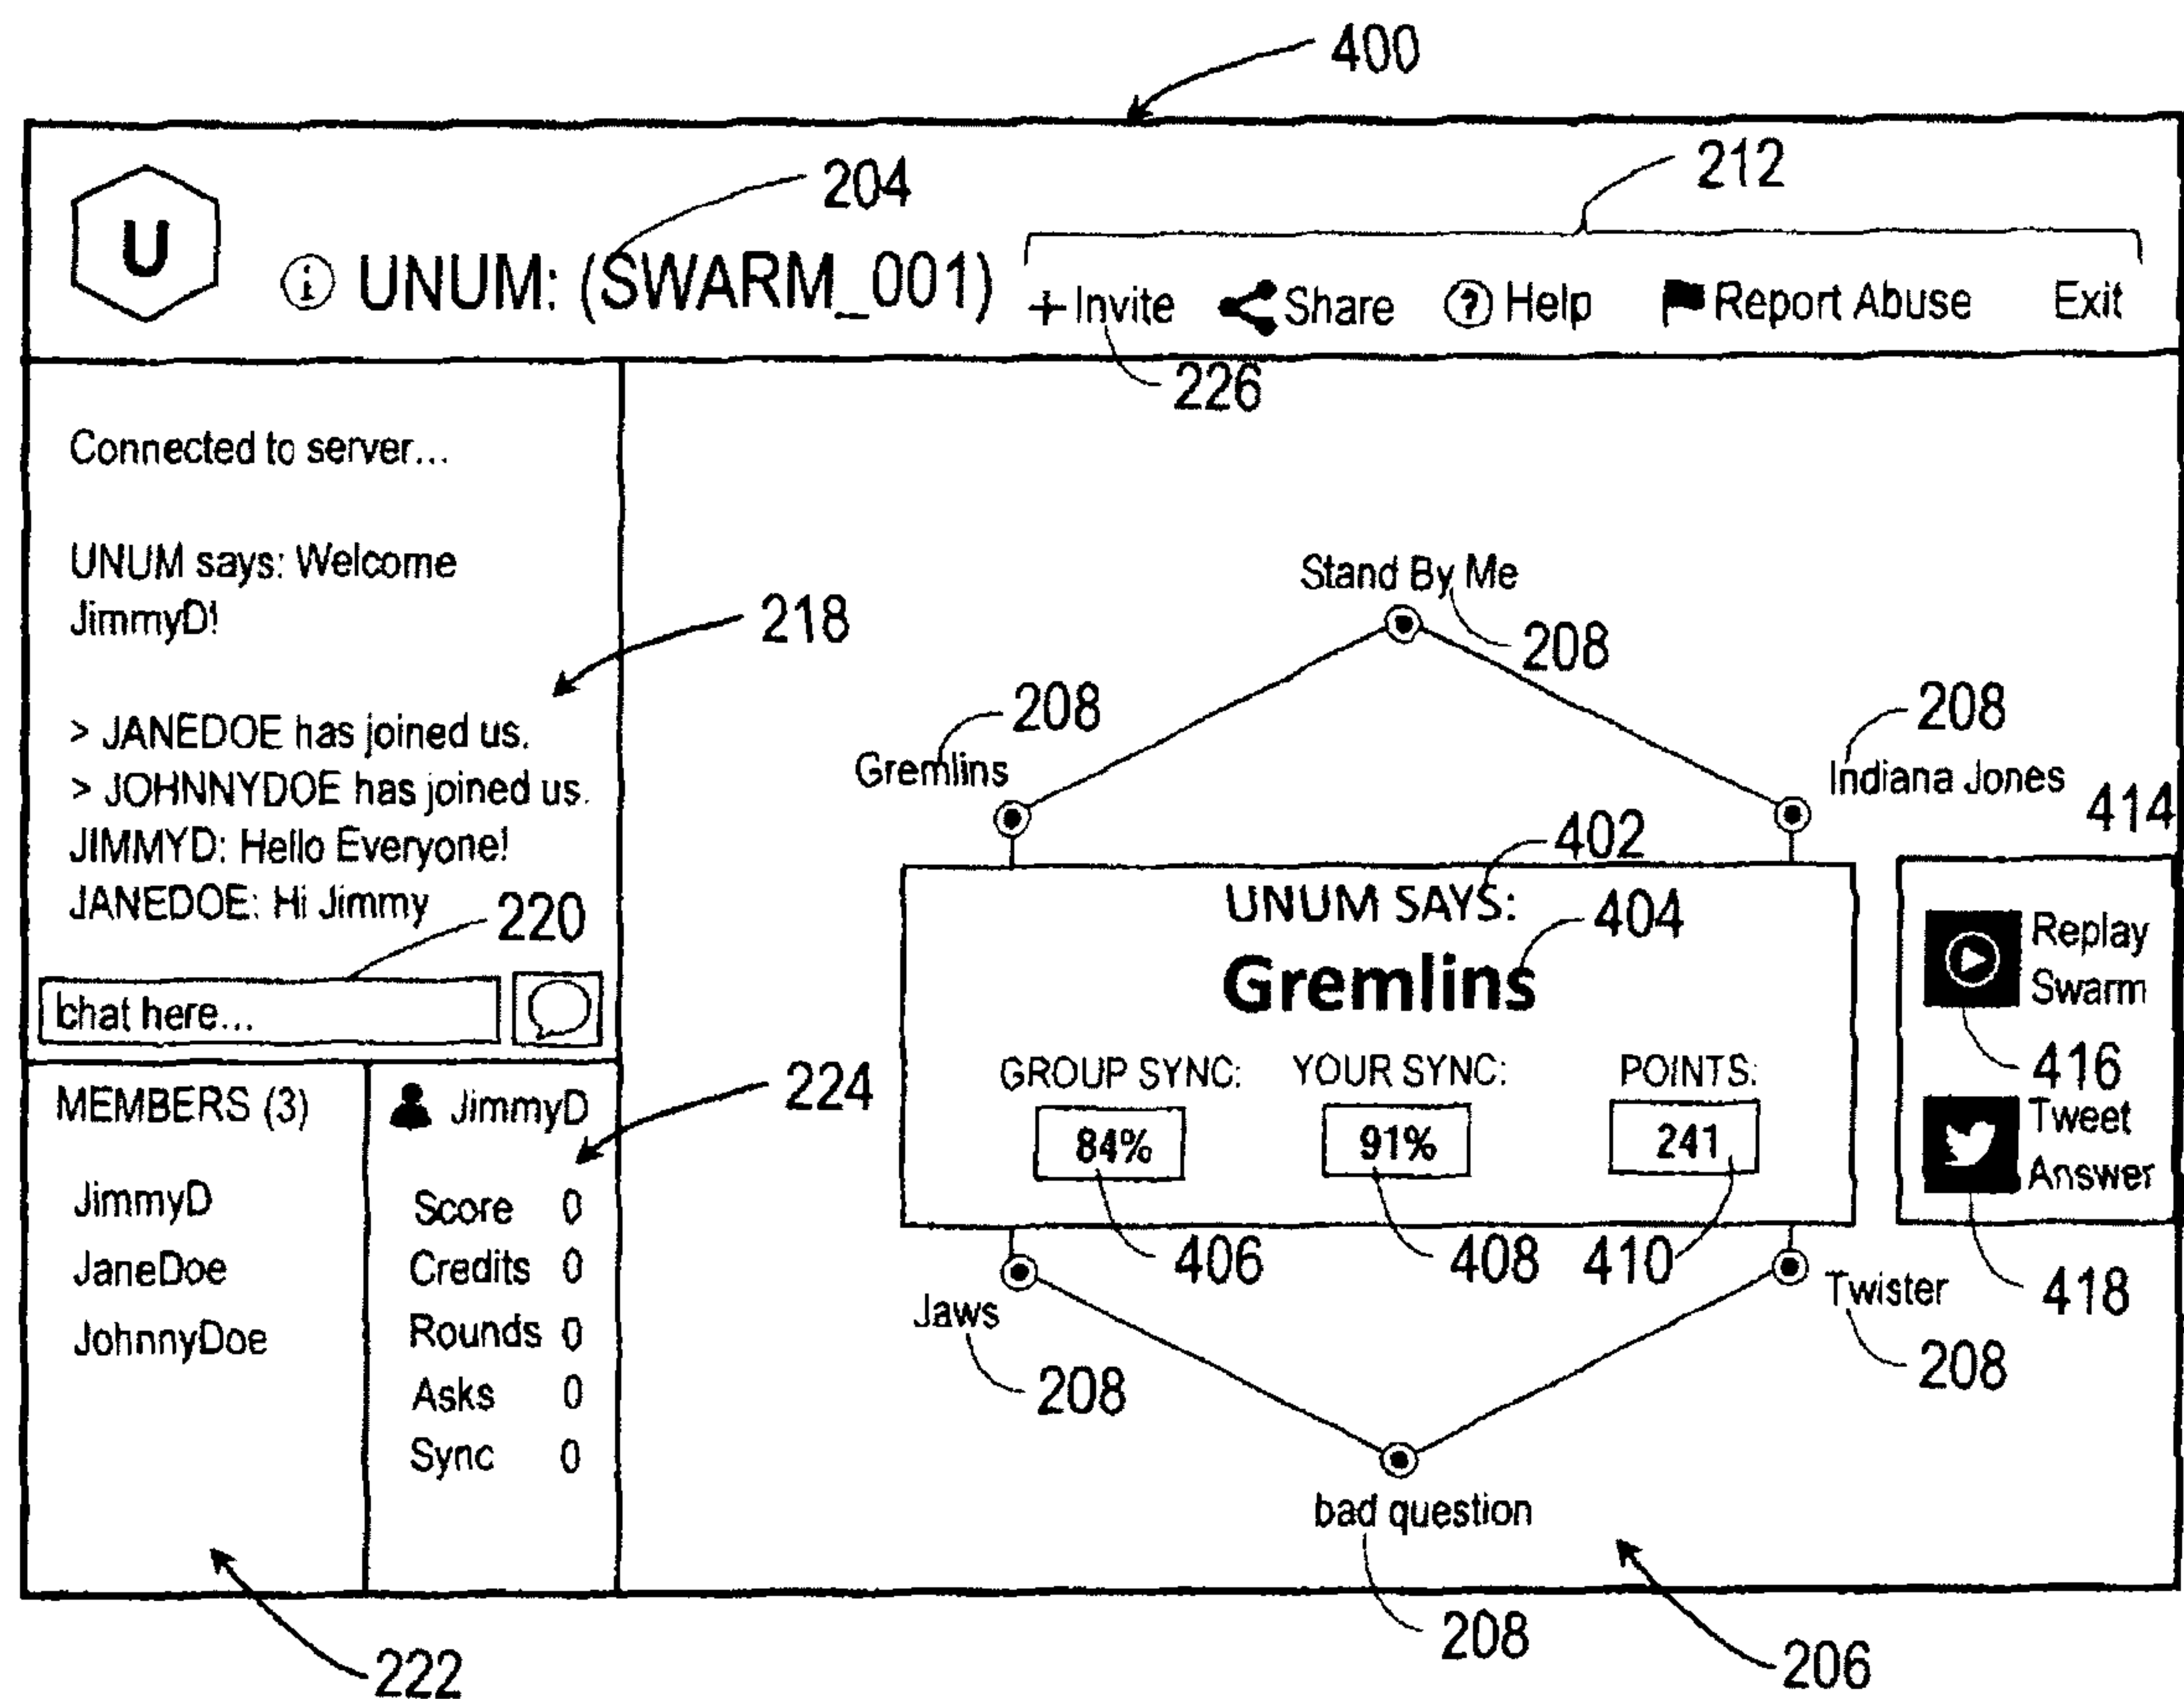 400
204
212
U
i UNUM: (SWARM_001)
+ Invite Share ? Help Report Abuse Exit
226
Connected to server...
UNUM says: Welcome
JimmyD!
218
> JANEDOE has joined us.
> JOHNNYDOE has joined us.
JIMMYD: Hello Everyone!
JANEDOE: Hi Jimmy
220
chat here...
MEMBERS (3)
JimmyD
JaneDoe
JohnnyDoe
222
JimmyD
224
Score 0
Credits 0
Rounds 0
Asks 0
Sync 0
Stand By Me
208
208
Gremlins
208
Indiana Jones
402
UNUM SAYS:
404
Gremlins
GROUP SYNC: YOUR SYNC: POINTS:
84% 91% 241
406 408 410
414
Replay
Swarm
416
Tweet
Answer
418
Jaws
208
Twister
208
bad question
208
206